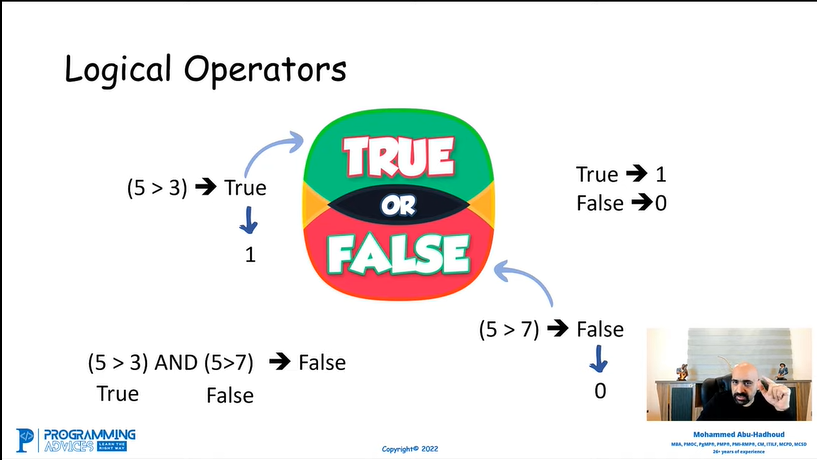 Logical Operators
TRUE
OR
FALSE
(5 > 3) ➔ True
1
True ➔ 1
False ➔0
(5 > 7) ➔ False
0
(5 > 3) AND (5>7) ➔ False
True False
PROGRAMMING
ADVICES LEARN THE RIGHT WAY
Copyright© 2022
Mohammed Abu-Hadhoud
MBA, PMOC, PgMP®, PMP®, PMI-RMP®, CM, ITILF, MCPD, MCSD
26+ years of experience